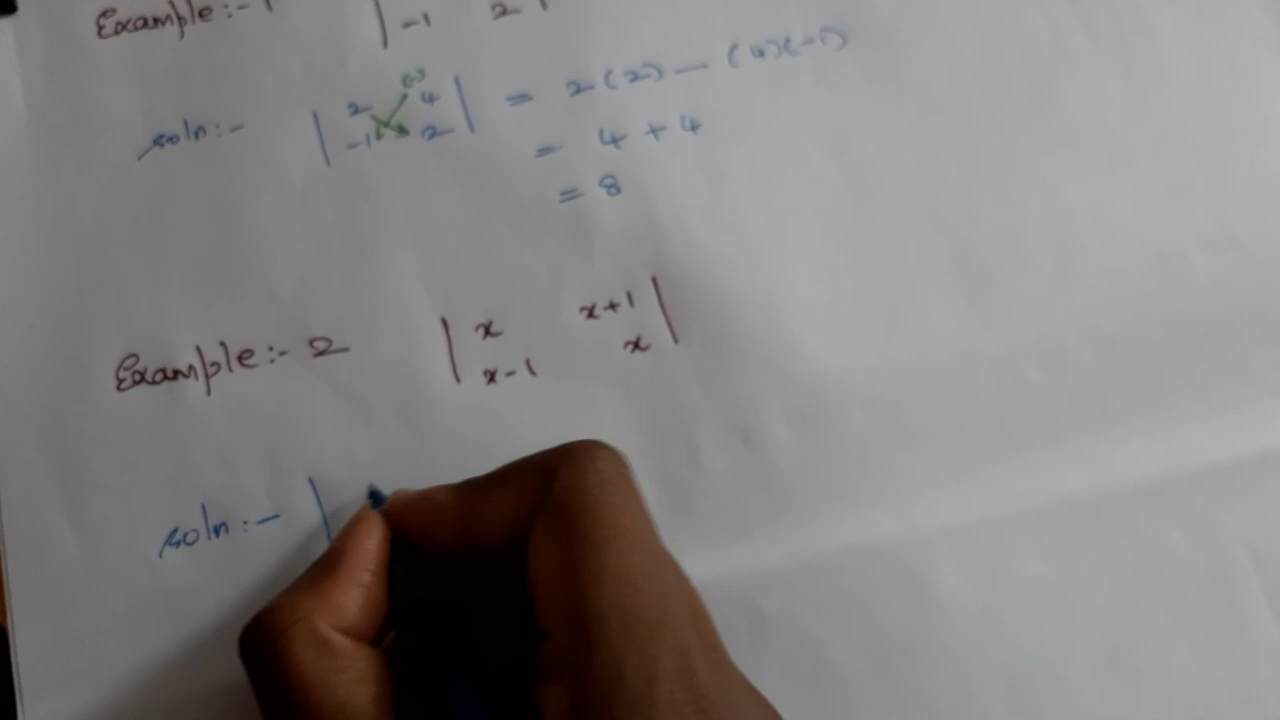 Example:- 1 | -1 2 |
soln:- | 2 (-) 4 | = 2(2) - (4)(-1)
| -1 2 | = 4 + 4
= 8
Example:- 2 | x x+1 |
| x-1 x |
soln:- |